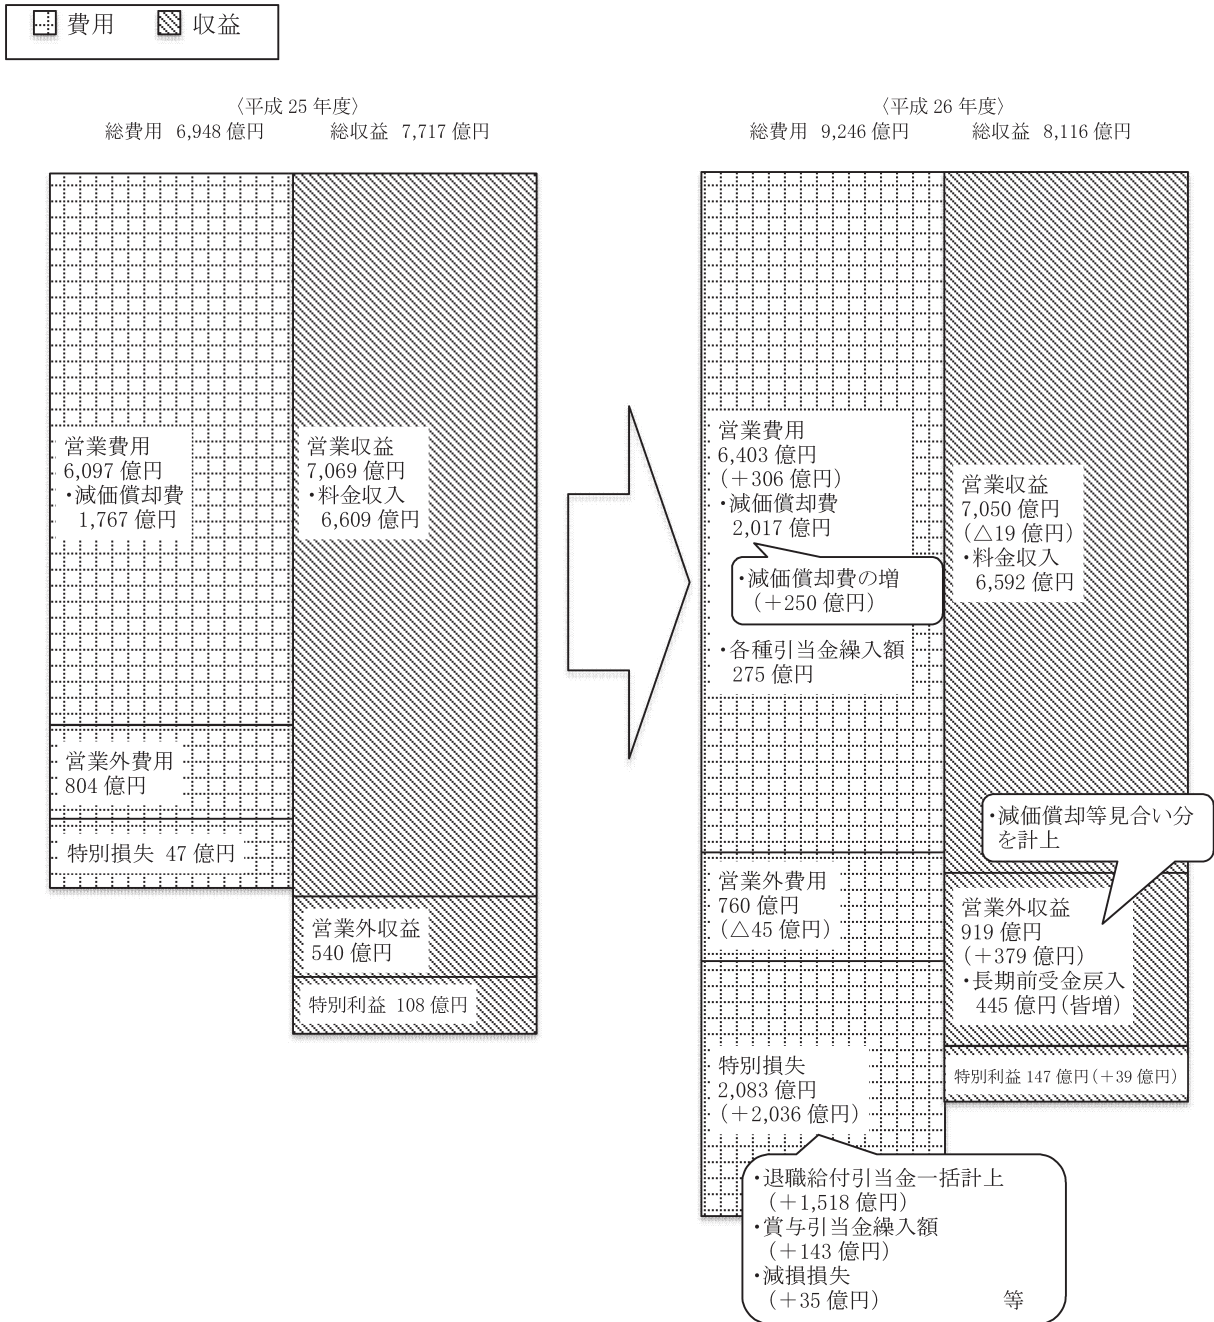 費用 収益
〈平成 25 年度〉
総費用 6,948 億円 総収益 7,717 億円
営業費用
6,097 億円
・減価償却費
1,767 億円
営業外費用
804 億円
特別損失 47 億円
営業収益
7,069 億円
・料金収入
6,609 億円
営業外収益
540 億円
特別利益 108 億円
〈平成 26 年度〉
総費用 9,246 億円 総収益 8,116 億円
営業費用
6,403 億円
(+306 億円)
・減価償却費
2,017 億円
・減価償却費の増
(+250 億円)
・各種引当金繰入額
275 億円
営業外費用
760 億円
(△45 億円)
特別損失
2,083 億円
(+2,036 億円)
・退職給付引当金一括計上
(+1,518 億円)
・賞与引当金繰入額
(+143 億円)
・減損損失
(+35 億円) 等
営業収益
7,050 億円
(△19 億円)
・料金収入
6,592 億円
・減価償却等見合い分
を計上
営業外収益
919 億円
(+379 億円)
・長期前受金戻入
445 億円(皆増)
特別利益 147 億円(+39 億円)